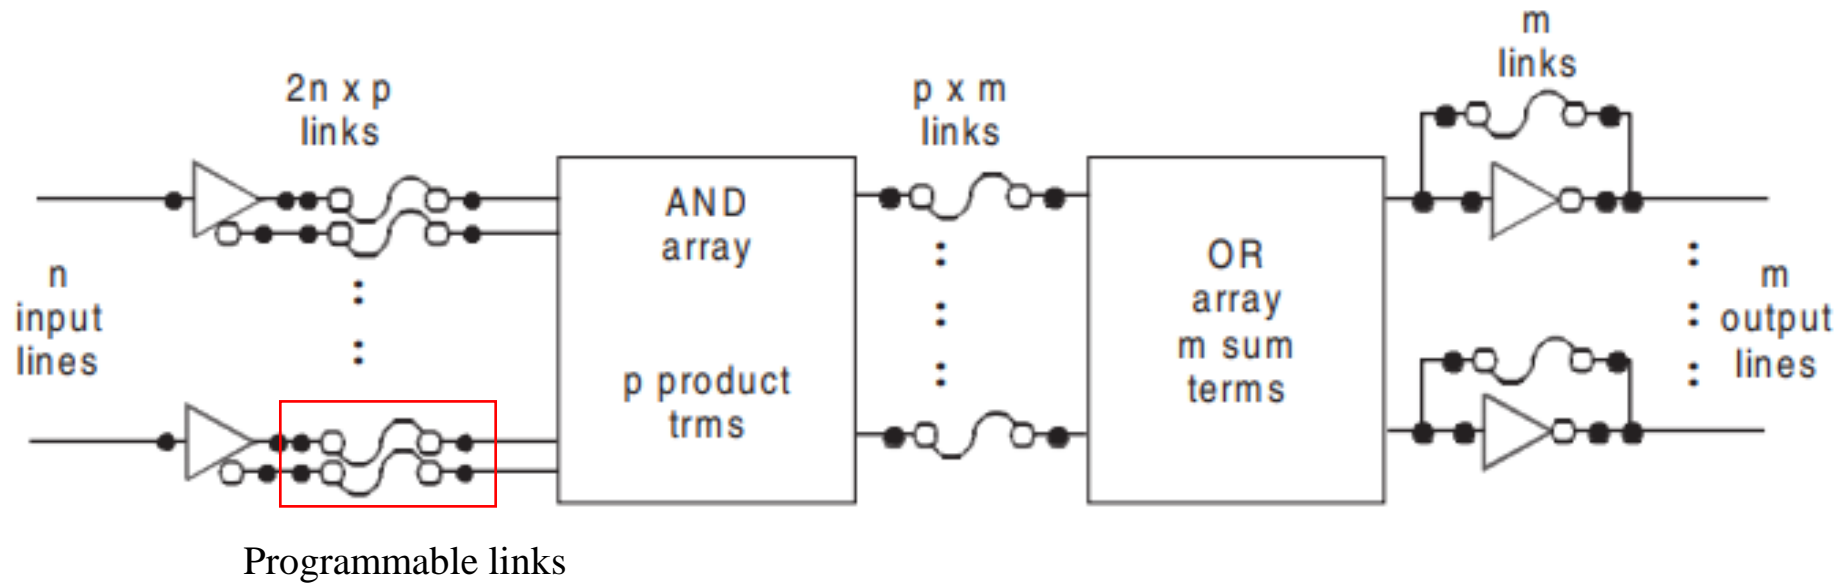 2n x p
links
p x m
links
m
links
n
input
lines
AND
array
p product
trms
OR
array
m sum
terms
m
output
lines
Programmable links